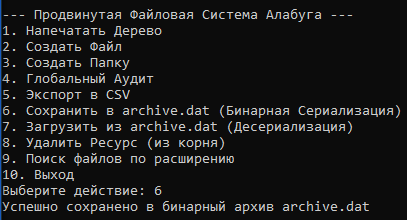 --- Продвинутая Файловая Система Алабуга ---
1. Напечатать Дерево
2. Создать Файл
3. Создать Папку
4. Глобальный Аудит
5. Экспорт в CSV
6. Сохранить в archive.dat (Бинарная Сериализация)
7. Загрузить из archive.dat (Десериализация)
8. Удалить Ресурс (из корня)
9. Поиск файлов по расширению
10. Выход
Выберите действие: 6
Успешно сохранено в бинарный архив archive.dat